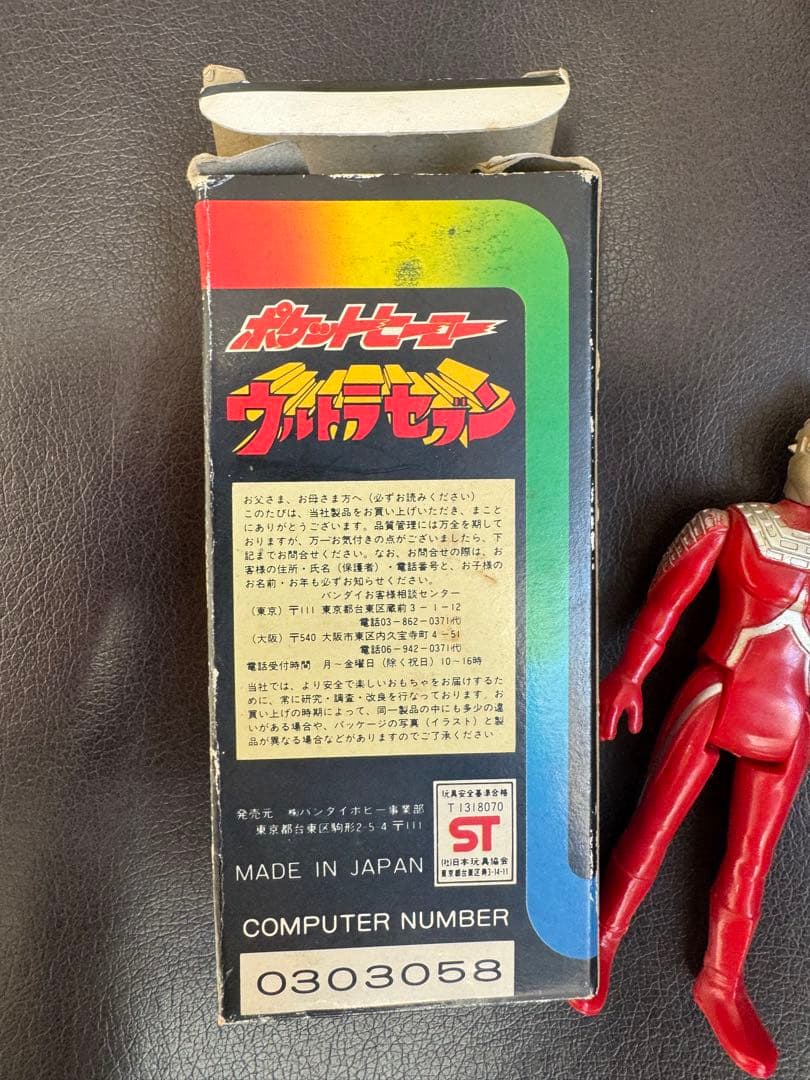 ポケットヒーロー
ウルトラセブン
お父さま、お母さま方へ(必ずお読みください)
このたびは、当社製品をお買い上げいただき、まこと
にありがとうございます。品質管理には万全を期して
おりますが、万一お気付きの点がございましたら、下
記までお問合せください。なお、お問合せの際は、お
客様の住所・氏名(保護者)・電話番号と、お子様の
お名前・お年も必ずお知らせください。
バンダイお客様相談センター
(東京)〒111 東京都台東区蔵前3-1-12
電話03-862-0371㈹
(大阪)〒540 大阪市東区内久宝寺町4-51
電話06-942-0371㈹
電話受付時間 月~金曜日(除く祝日)10~16時
当社では、より安全で楽しいおもちゃをお届けするた
めに、常に研究・調査・改良を行なっております。お
買い上げの時期によって、同一製品の中にも多少の違
いがある場合や、パッケージの写真(イラスト)と製
品が異なる場合などがありますのでご了承ください
発売元 ㈱バンダイホビー事業部
東京都台東区駒形2-5-4 〒111
MADE IN JAPAN
玩具安全基準合格
T1318070
ST
(社)日本玩具協会
東京都台東区寿3-14-11
COMPUTER NUMBER
0303058